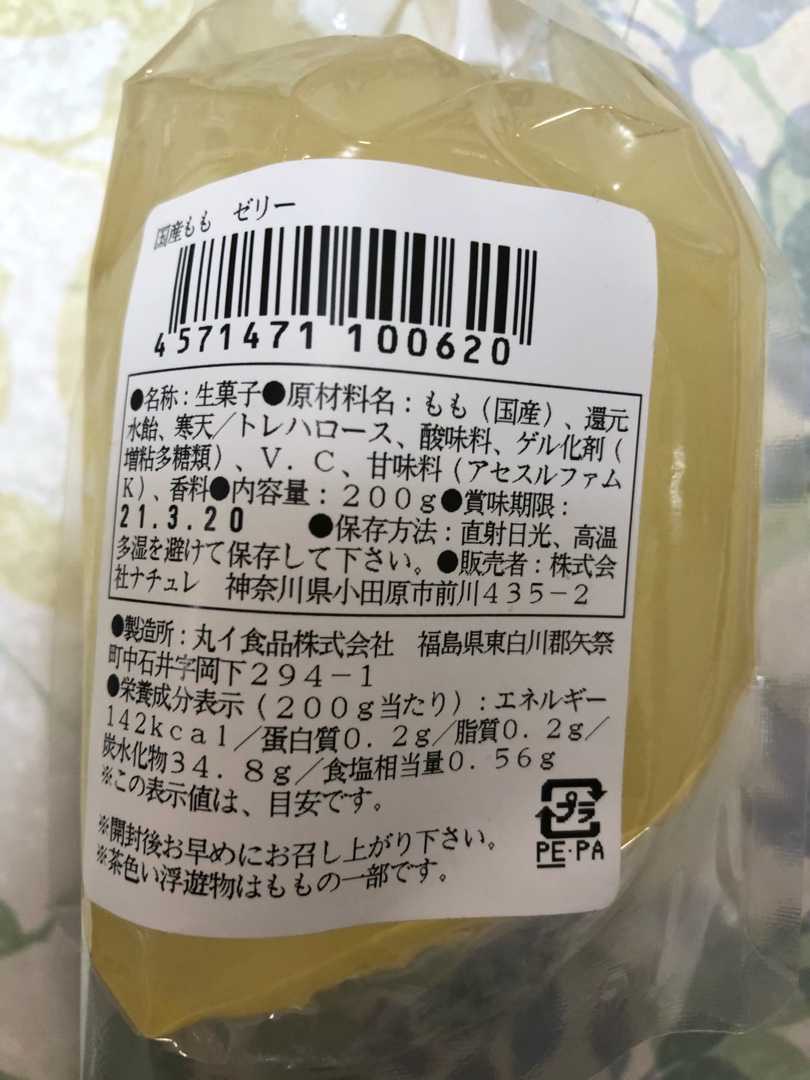 国産もも　ゼリー
4571471100620
●名称：生菓子●原材料名：もも（国産）、還元
水飴、寒天／トレハロース、酸味料、ゲル化剤（
増粘多糖類）、Ｖ．Ｃ、甘味料（アセスルファム
Ｋ）、香料●内容量：２００ｇ●賞味期限：
21.3.20　●保存方法：直射日光、高温
多湿を避けて保存して下さい。●販売者：株式会
社ナチュレ　神奈川県小田原市前川４３５－２
●製造所：丸イ食品株式会社　福島県東白川郡矢祭
町中石井字岡下２９４－１
●栄養成分表示（２００ｇ当たり）：エネルギー
１４２ｋｃａｌ／蛋白質０．２ｇ／脂質０．２ｇ／
炭水化物３４．８ｇ／食塩相当量０．５６ｇ
※この表示値は、目安です。
プラ
PE・PA
※開封後お早めにお召し上がり下さい。
※茶色い浮遊物はももの一部です。